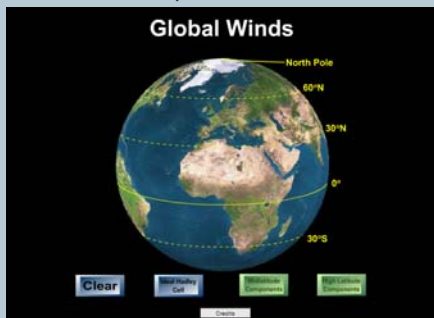 Global Winds
North Pole
60°N
30°N
0°
30°S
Clear
Ideal Hadley
Cell
Midlatitude
Components
High Latitude
Components
Credits